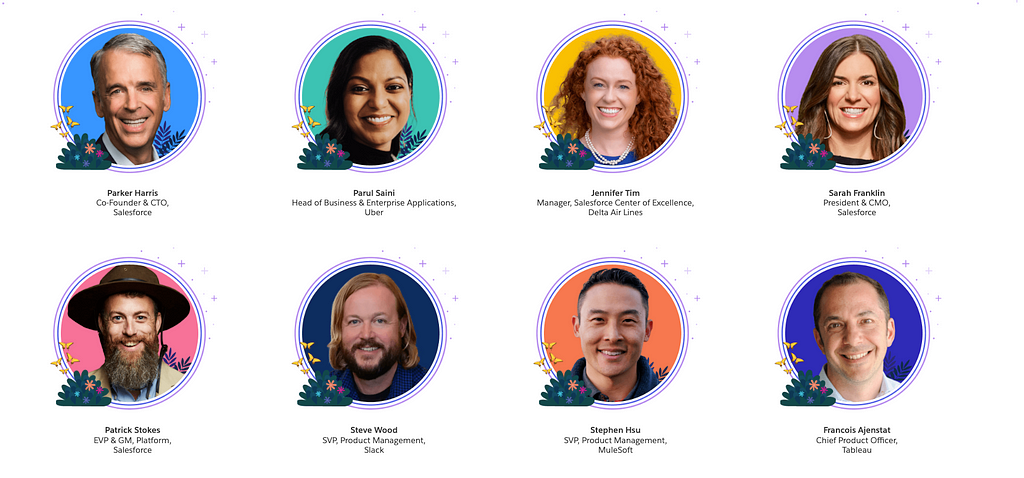 Parker Harris
Co-Founder & CTO,
Salesforce
Parul Saini
Head of Business & Enterprise Applications,
Uber
Jennifer Tim
Manager, Salesforce Center of Excellence,
Delta Air Lines
Sarah Franklin
President & CMO,
Salesforce
Patrick Stokes
EVP & GM, Platform,
Salesforce
Steve Wood
SVP, Product Management,
Slack
Stephen Hsu
SVP, Product Management,
MuleSoft
Francois Ajenstat
Chief Product Officer,
Tableau